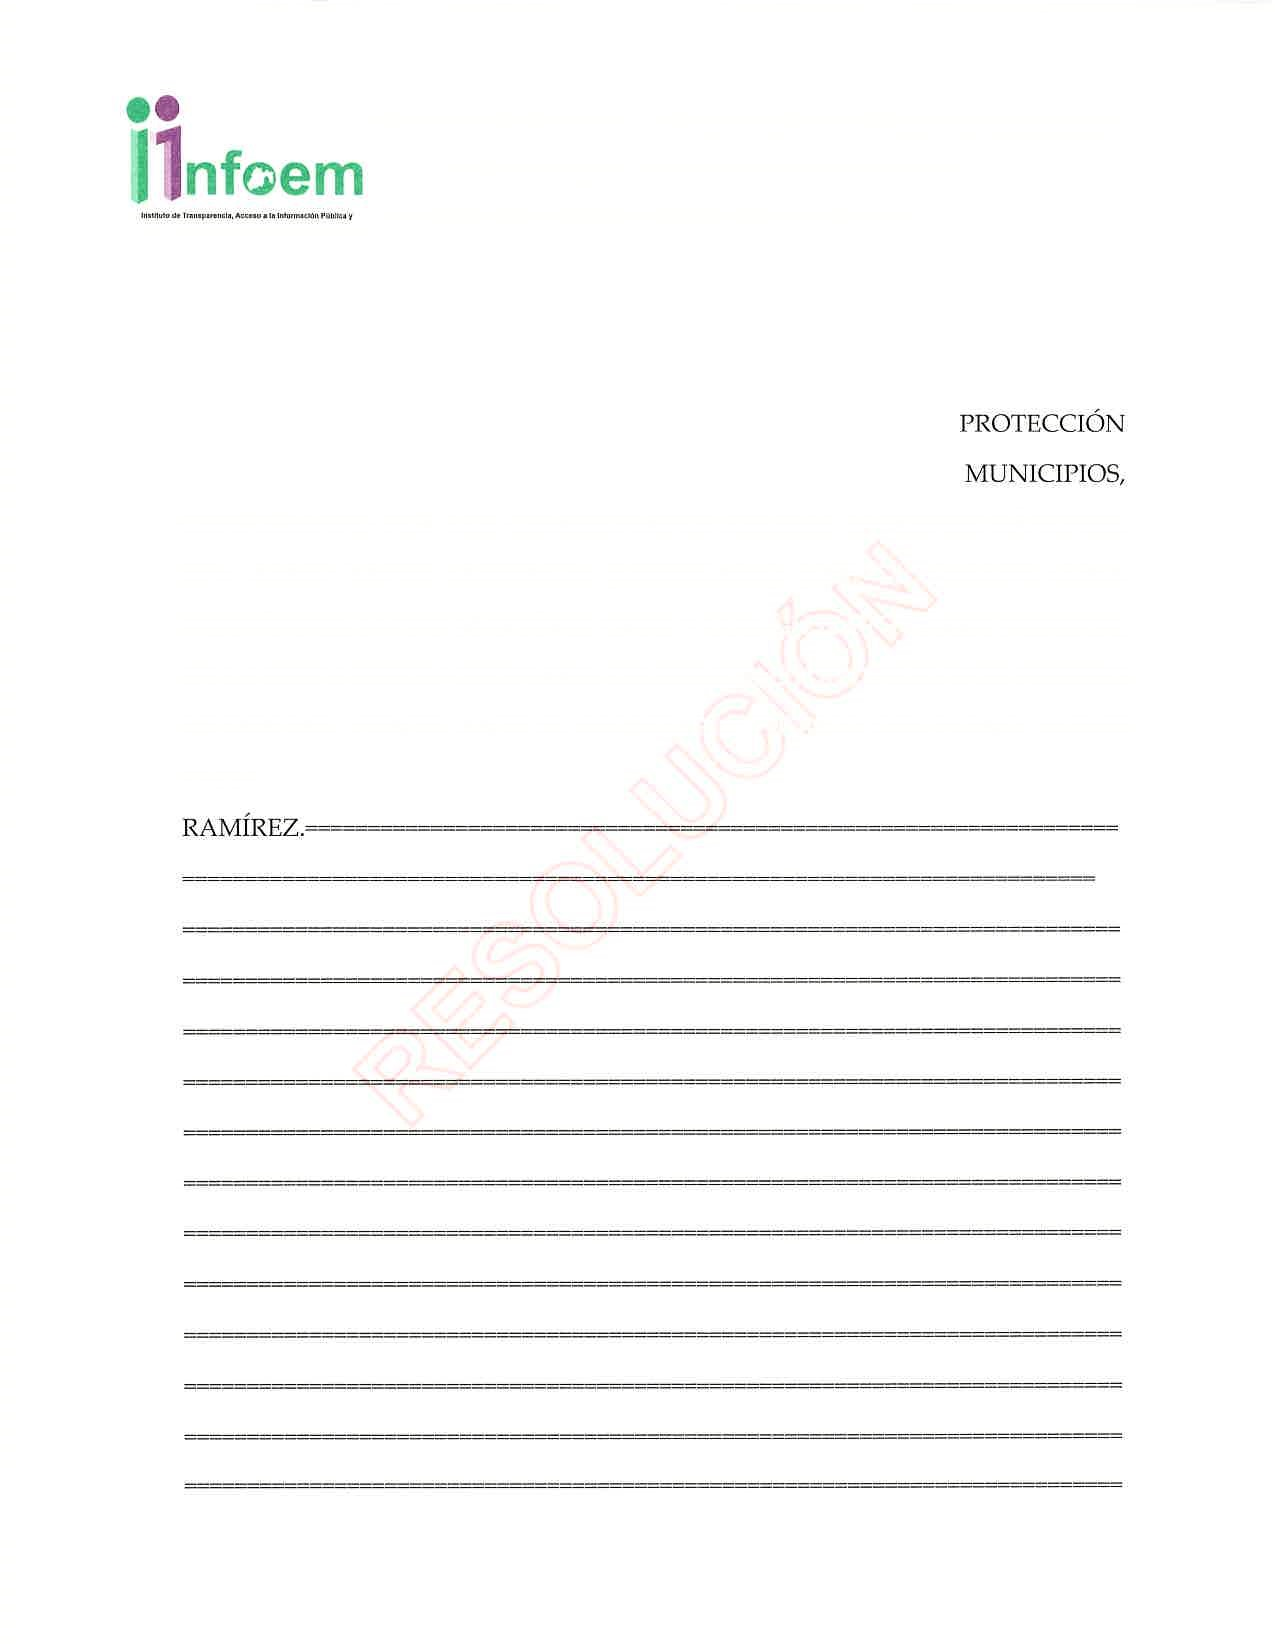 infoem
Instituto de Transparencia, Acceso a la Información Pública y
PROTECCIÓN
MUNICIPIOS,
RESOLUCIÓN
RAMÍREZ.=================================================================
=========================================================================
===========================================================================
===========================================================================
===========================================================================
===========================================================================
===========================================================================
===========================================================================
===========================================================================
===========================================================================
===========================================================================
===========================================================================
===========================================================================
===========================================================================